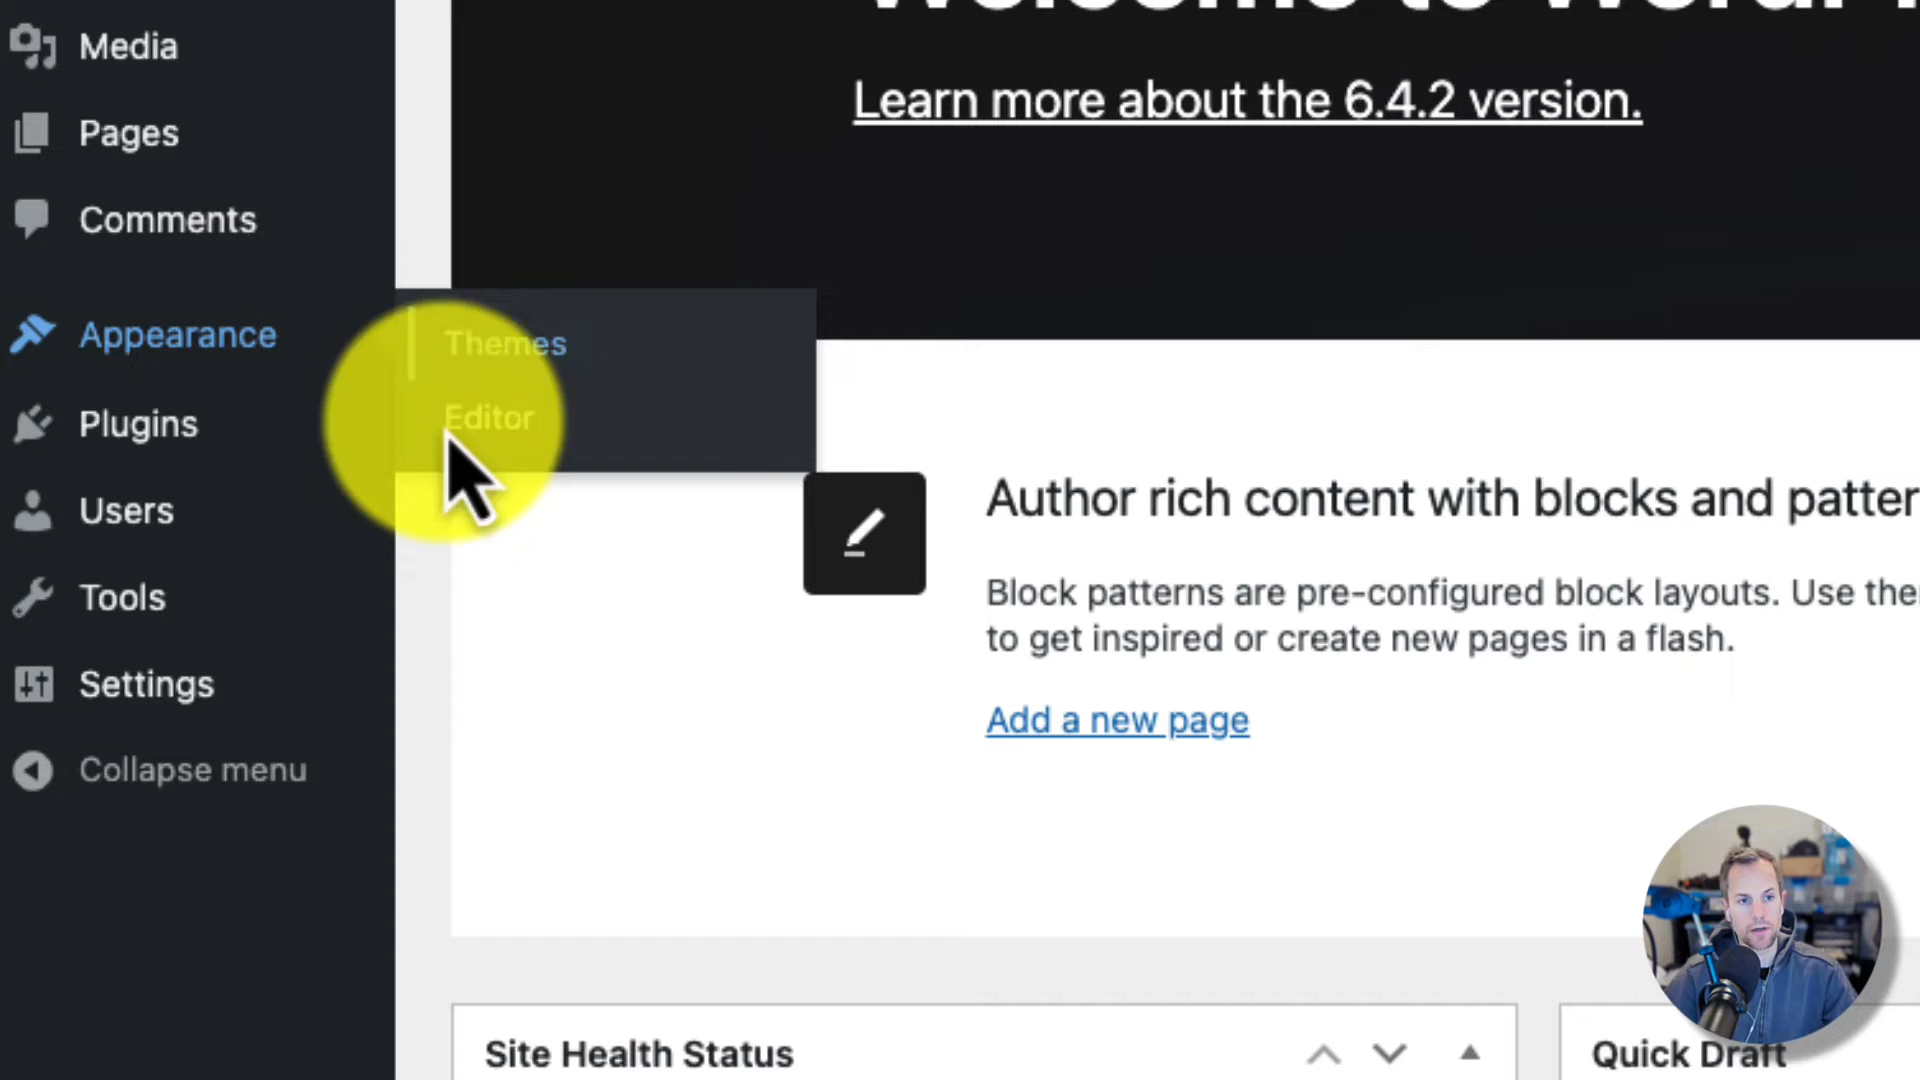 Media
Pages
Comments
Appearance
Plugins
Users
Tools
Settings
Collapse menu
Themes
Editor
Learn more about the 6.4.2 version.
Author rich content with blocks and patter
Block patterns are pre-configured block layouts. Use the
to get inspired or create new pages in a flash.
Add a new page
Site Health Status
Quick Draft